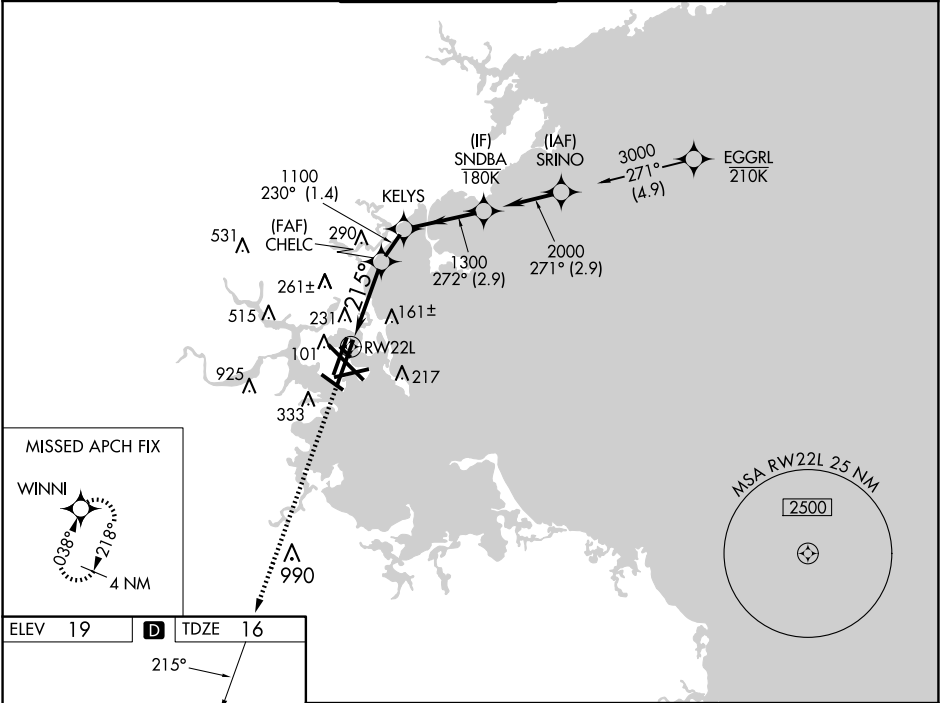 (IF)
SNDBA
180K
(IAF)
SRINO
3000
271°
(4.9)
EGGRL
210K
1100
230° (1.4)
KELYS
(FAF)
CHELC
290
531
1300
272° (2.9)
2000
271° (2.9)
261±
215°
515
231
161±
101
RW22L
925
217
333
MISSED APCH FIX
WINNI
038°
218°
4 NM
990
MSA RW22L 25 NM
2500
ELEV 19
D
TDZE 16
215°